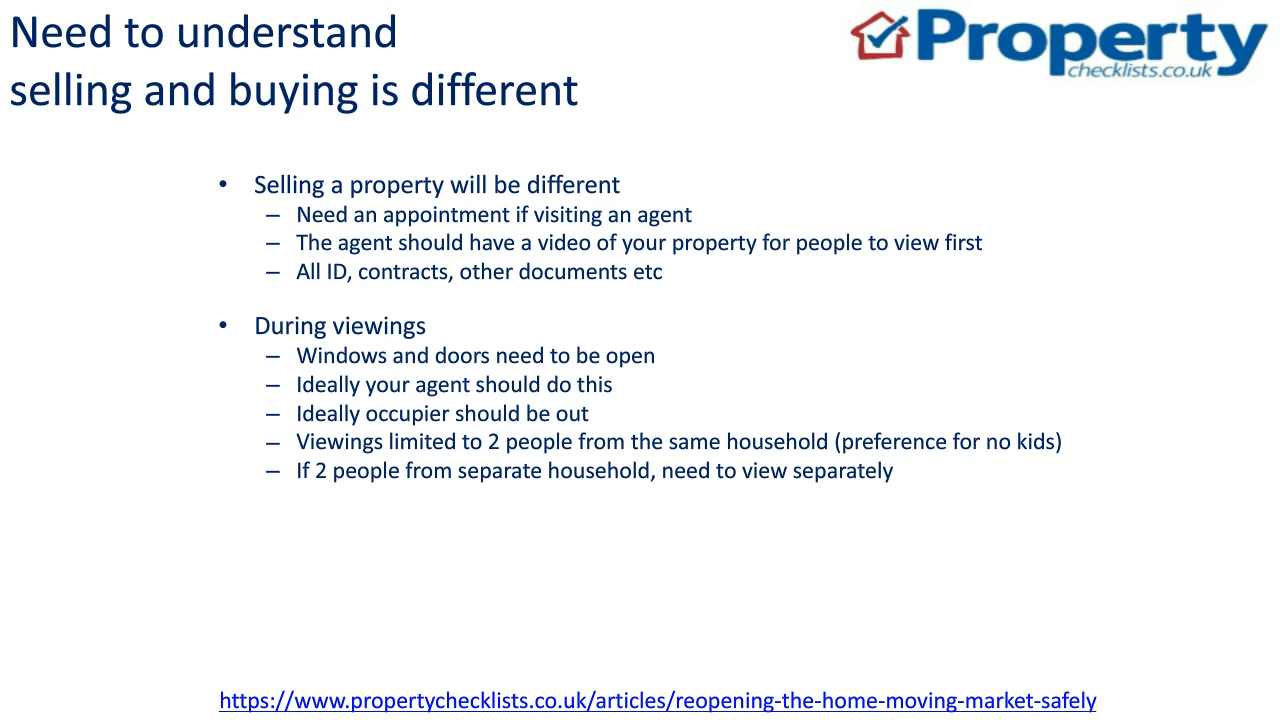 Need to understand
selling and buying is different
Property
checklists.co.uk
• Selling a property will be different
– Need an appointment if visiting an agent
– The agent should have a video of your property for people to view first
– All ID, contracts, other documents etc
• During viewings
– Windows and doors need to be open
– Ideally your agent should do this
– Ideally occupier should be out
– Viewings limited to 2 people from the same household (preference for no kids)
– If 2 people from separate household, need to view separately
https://www.propertychecklists.co.uk/articles/reopening-the-home-moving-market-safely